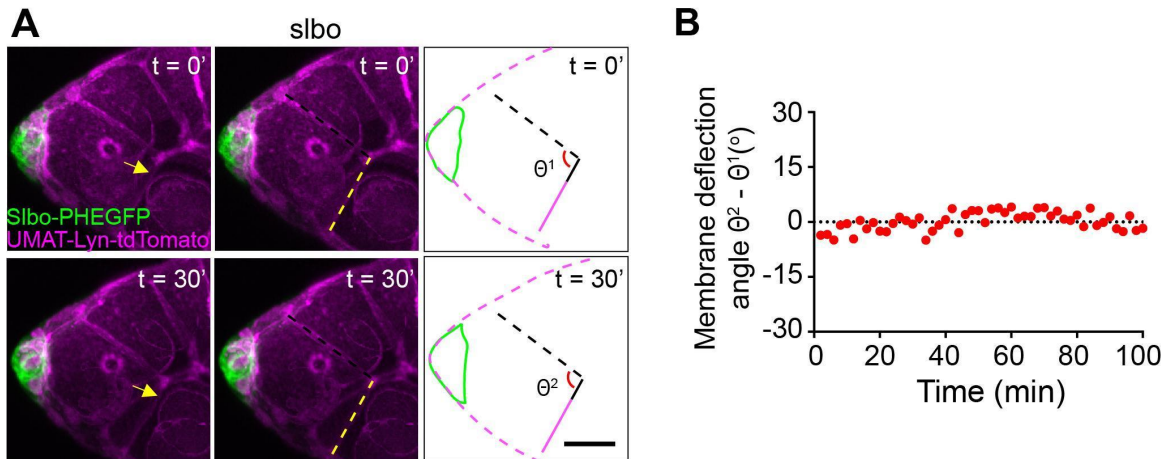 A
slbo
t = 0'
t = 0'
t = 0'
Slbo-PHEGFP
UMAT-Lyn-tdTomato
Θ¹
t = 30'
t = 30'
t = 30'
Θ²
B
Membrane deflection
angle Θ² - Θ¹(º)
30
15
0
-15
-30
0
20
40
60
80
100
Time (min)